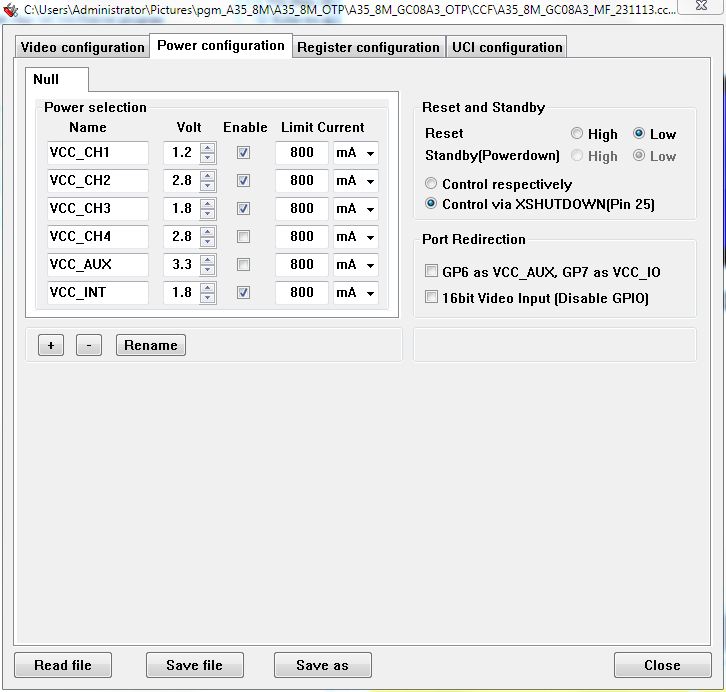 C:\Users\Administrator\Pictures\pgm_A35_8M\A35_8M_OTP\A35_8M_GC08A3_OTP\CCF\A35_8M_GC08A3_MF_231113.cc...
Video configuration Power configuration Register configuration UCI configuration
Null
Power selection
Name Volt Enable Limit Current
VCC_CH1 1.2 800 mA
VCC_CH2 2.8 800 mA
VCC_CH3 1.8 800 mA
VCC_CH4 2.8 800 mA
VCC_AUX 3.3 800 mA
VCC_INT 1.8 800 mA
+ - Rename
Reset and Standby
Reset High Low
Standby(Powerdown) High Low
Control respectively
Control via XSHUTDOWN(Pin 25)
Port Redirection
GP6 as VCC_AUX, GP7 as VCC_IO
16bit Video Input (Disable GPIO)
Read file Save file Save as Close